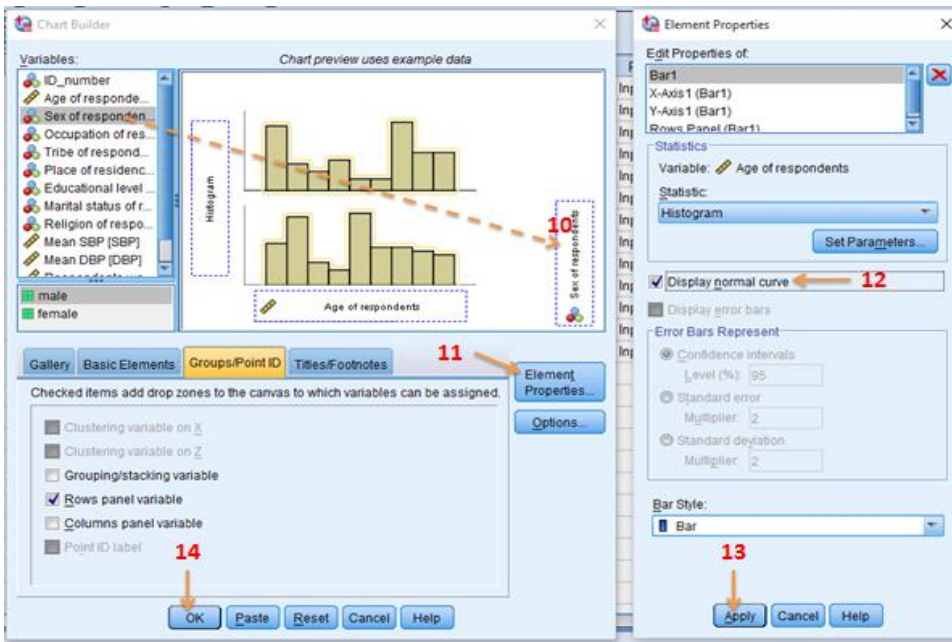 Chart Builder
Variables:
Chart preview uses example data
ID_number
Age of responde...
Sex of responden...
Occupation of res...
Tribe of respond...
Place of residenc...
Educational level ...
Marital status of r...
Religion of respo...
Mean SBP [SBP]
Mean DBP [DBP]
male
female
Histogram
Age of respondents
10
Sex of respondents
Gallery
Basic Elements
Groups/Point ID
Titles/Footnotes
11
Element Properties...
Options...
Checked items add drop zones to the canvas to which variables can be assigned.
Clustering variable on X
Clustering variable on Z
Grouping/stacking variable
Rows panel variable
Columns panel variable
Point ID label
14
OK
Paste
Reset
Cancel
Help
Element Properties
Edit Properties of:
Bar1
X-Axis1 (Bar1)
Y-Axis1 (Bar1)
Rows Panel (Bar1)
Statistics
Variable: Age of respondents
Statistic:
Histogram
Set Parameters...
Display normal curve
12
Display error bars
Error Bars Represent
Confidence intervals
Level (%): 95
Standard error
Multiplier: 2
Standard deviation
Multiplier: 2
Bar Style:
Bar
13
Apply
Cancel
Help